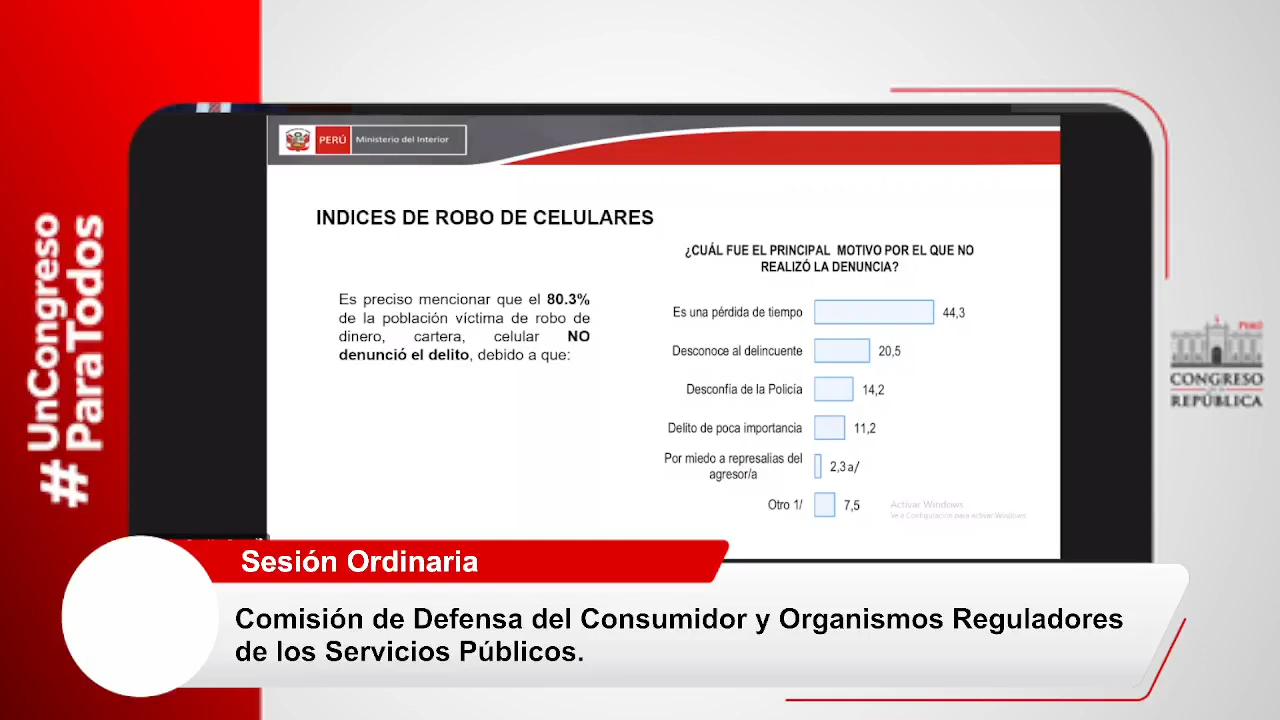 PERÚ Ministerio del Interior
INDICES DE ROBO DE CELULARES
¿CUÁL FUE EL PRINCIPAL MOTIVO POR EL QUE NO
REALIZÓ LA DENUNCIA?
Es preciso mencionar que el 80.3%
de la población víctima de robo de
dinero, cartera, celular NO
denunció el delito, debido a que:
Es una pérdida de tiempo 44,3
Desconoce al delincuente 20,5
Desconfía de la Policía 14,2
Delito de poca importancia 11,2
Por miedo a represalias del
agresor/a 2,3 a/
Otro 1/ 7,5
Activar Windows
Ve a Configuración para activar Windows.
#UnCongreso
ParaTodos
PERÚ
CONGRESO
REPÚBLICA
Sesión Ordinaria
Comisión de Defensa del Consumidor y Organismos Reguladores
de los Servicios Públicos.